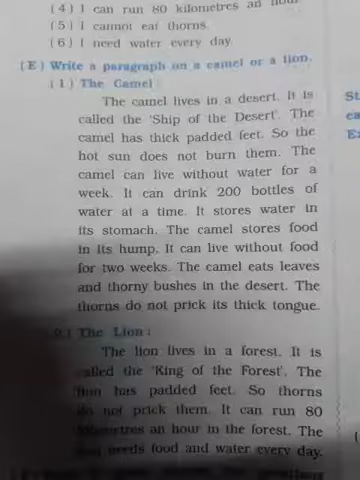 (4) I can run 80 kilometres an hour
(5) I cannot eat thorns.
(6) I need water every day.
(E) Write a paragraph on a camel or a lion.
(1) The Camel :
The camel lives in a desert. It is
called the 'Ship of the Desert'. The
camel has thick padded feet. So the
hot sun does not burn them. The
camel can live without water for a
week. It can drink 200 bottles of
water at a time. It stores water in
its stomach. The camel stores food
in its hump. It can live without food
for two weeks. The camel eats leaves
and thorny bushes in the desert. The
thorns do not prick its thick tongue.
The Lion :
The lion lives in a forest. It is
called the 'King of the Forest'. The
lion has padded feet. So thorns
do not prick them. It can run 80
kilometres an hour in the forest. The
needs food and water every day.
St
ea
Ea